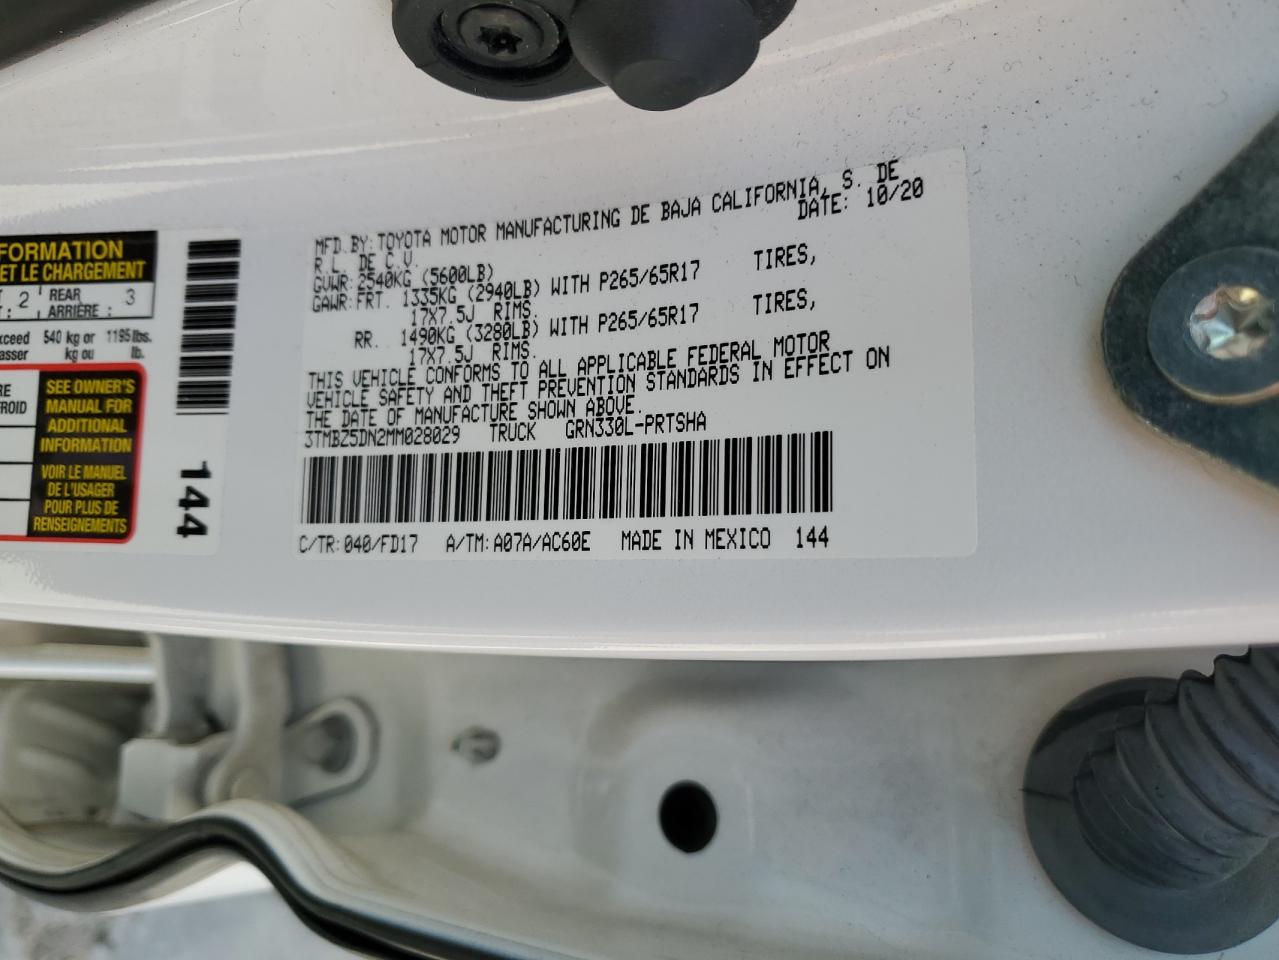 MFD.BY:TOYOTA MOTOR MANUFACTURING DE BAJA CALIFORNIA, S. DE
R.L. DE C.V. DATE: 10/20
GVWR:2540KG (5600LB)
GAWR:FRT. 1335KG (2940LB) WITH P265/65R17 TIRES,
17X7.5J RIMS.
RR. 1490KG (3280LB) WITH P265/65R17 TIRES,
17X7.5J RIMS.
THIS VEHICLE CONFORMS TO ALL APPLICABLE FEDERAL MOTOR
VEHICLE SAFETY AND THEFT PREVENTION STANDARDS IN EFFECT ON
THE DATE OF MANUFACTURE SHOWN ABOVE.
3TMBZ5DN2MM028029 TRUCK GRN330L-PRTSHA
C/TR:040/FD17 A/TM:A07A/AC60E MADE IN MEXICO 144
144
FORMATION
ET LE CHARGEMENT
2 REAR 3
ARRIÈRE :
540 kg or 1195 lbs.
kg ou lb.
SEE OWNER'S
MANUAL FOR
ADDITIONAL
INFORMATION
VOIR LE MANUEL
DE L'USAGER
POUR PLUS DE
RENSEIGNEMENTS